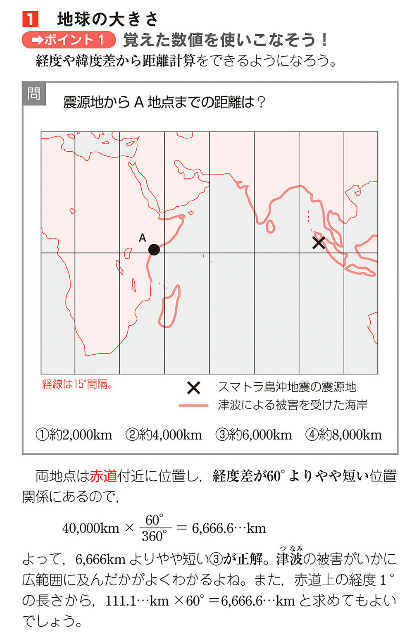 1 地球の大きさ
➡ポイント1 覚えた数値を使いこなそう！
経度や緯度差から距離計算をできるようになろう。
問 震源地からA地点までの距離は？
A
経線は15°間隔。
スマトラ島沖地震の震源地
津波による被害を受けた海岸
①約2,000km ②約4,000km ③約6,000km ④約8,000km
両地点は赤道付近に位置し，経度差が60°よりやや短い位置
関係にあるので，
40,000km × 60°/360° ＝ 6,666.6…km
よって，6,666kmよりやや短い③が正解。津波の被害がいかに
つ なみ
広範囲に及んだかがよくわかるよね。また，赤道上の経度1°
の長さから，111.1…km ×60°＝6,666.6…kmと求めてもよい
でしょう。